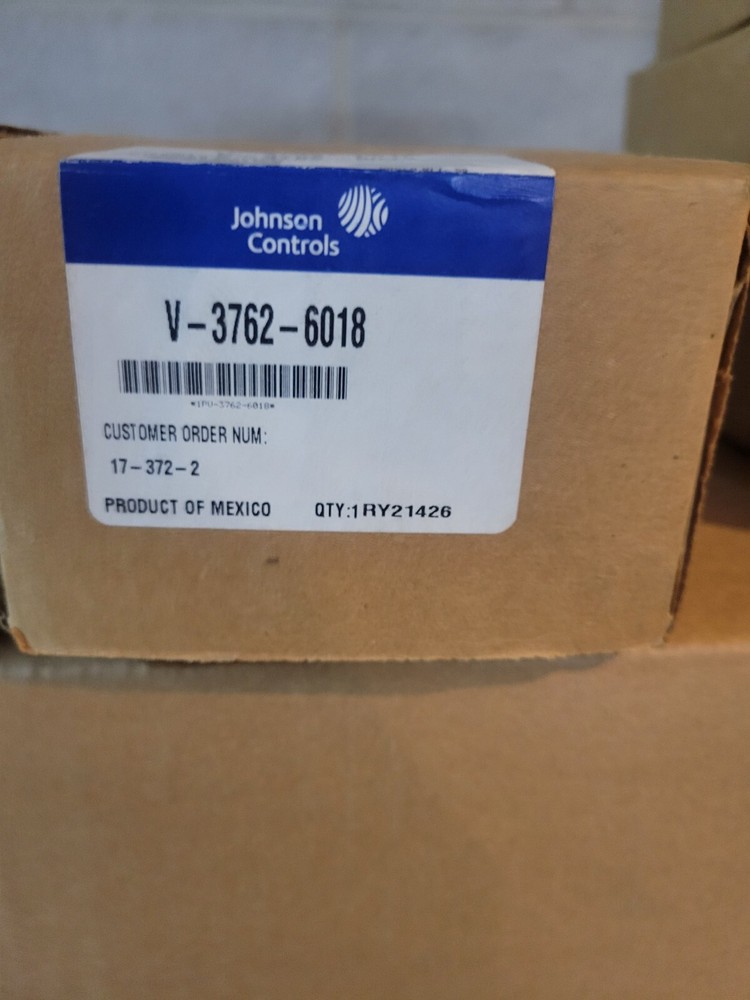 Johnson
Controls
V-3762-6018
*1PV-3762-6018*
CUSTOMER ORDER NUM:
17-372-2
PRODUCT OF MEXICO QTY:1RY21426